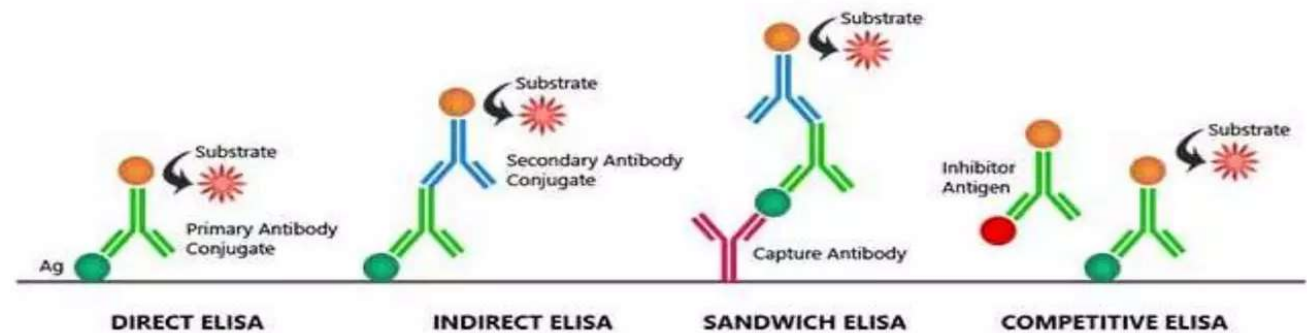 Substrate
Primary Antibody
Conjugate
Ag
DIRECT ELISA
Substrate
Secondary Antibody
Conjugate
INDIRECT ELISA
Substrate
Capture Antibody
SANDWICH ELISA
Inhibitor
Antigen
Substrate
COMPETITIVE ELISA